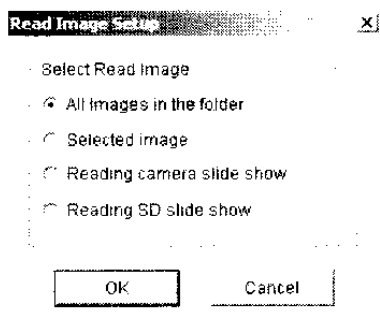 Read Image Setup
Select Read Image
All images in the folder
Selected image
Reading camera slide show
Reading SD slide show
OK
Cancel